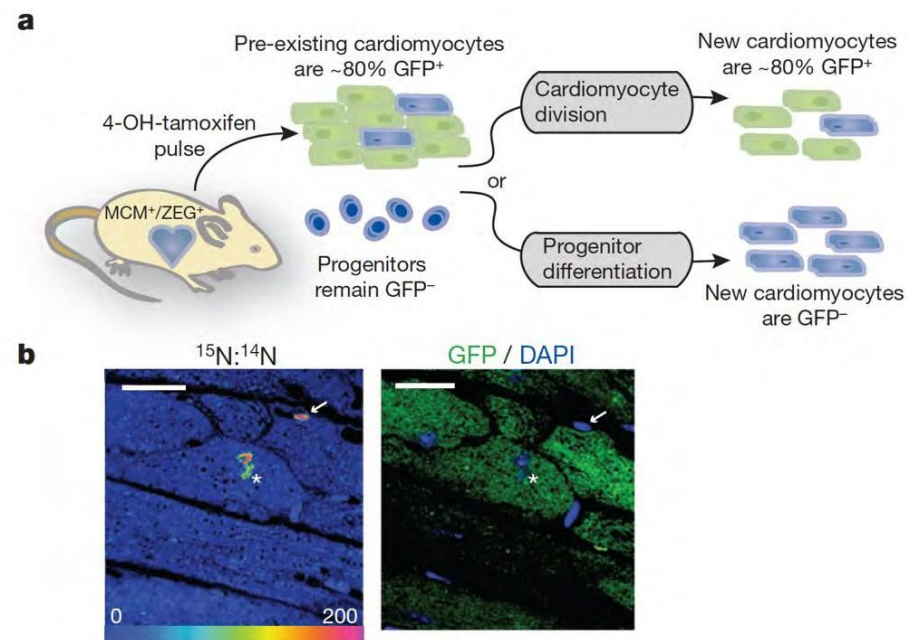 a
Pre-existing cardiomyocytes
are ~80% GFP⁺
New cardiomyocytes
are ~80% GFP⁺
Cardiomyocyte
division
4-OH-tamoxifen
pulse
or
MCM⁺/ZEG⁺
Progenitors
remain GFP⁻
Progenitor
differentiation
New cardiomyocytes
are GFP⁻
b
¹⁵N:¹⁴N
GFP / DAPI
*
*
0
200